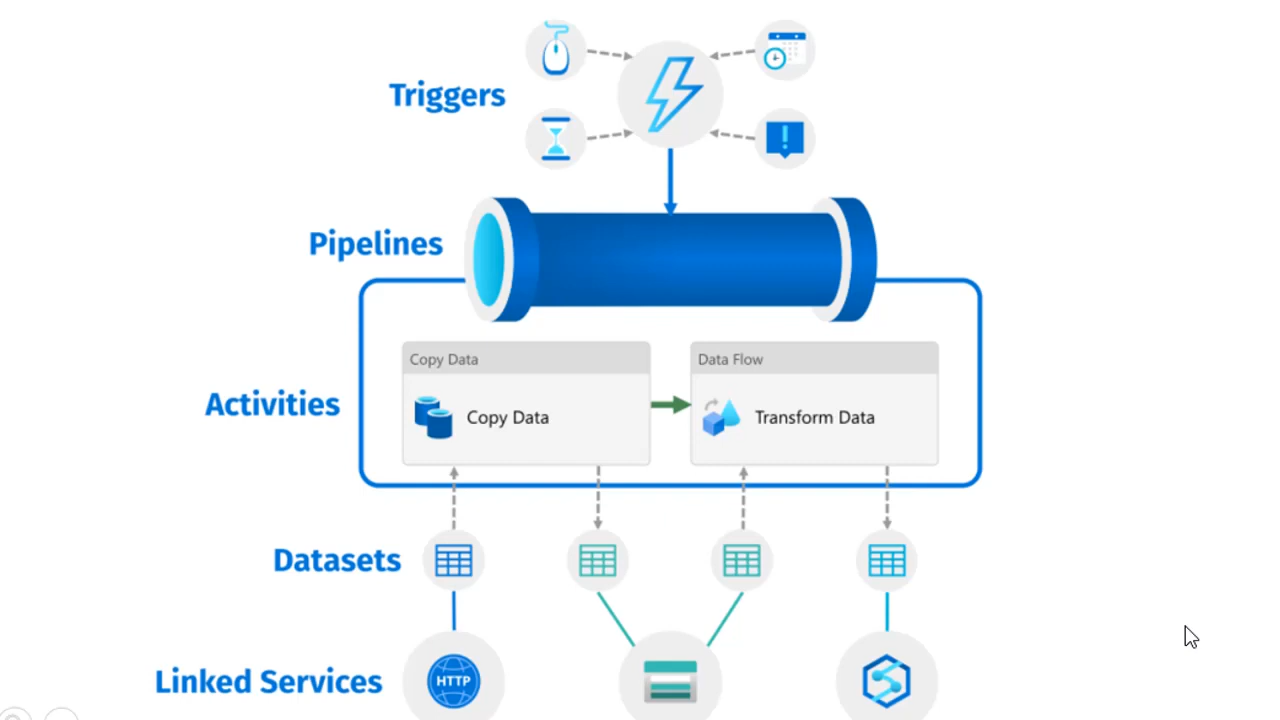 Triggers
Pipelines
Copy Data
Data Flow
Activities
Copy Data
Transform Data
Datasets
Linked Services
HTTP